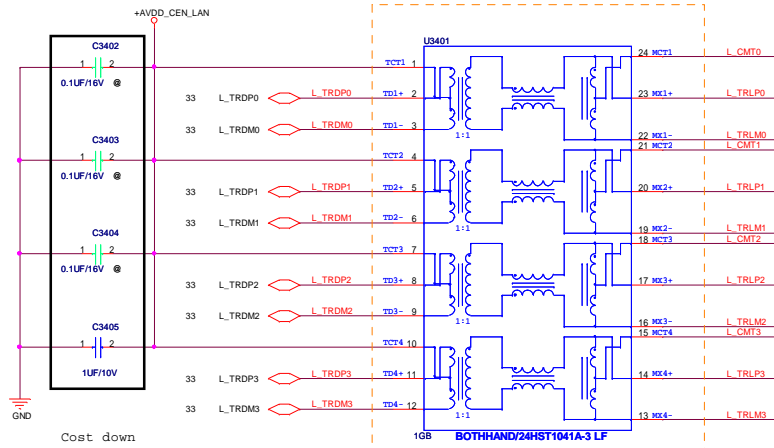 +AVDD_CEN_LAN
C3402
1 2
0.1UF/16V @
C3403
1 2
0.1UF/16V @
C3404
1 2
0.1UF/16V @
C3405
1 2
1UF/10V
GND
Cost down
33 L_TRDP0 L_TRDP0
33 L_TRDM0 L_TRDM0
33 L_TRDP1 L_TRDP1
33 L_TRDM1 L_TRDM1
33 L_TRDP2 L_TRDP2
33 L_TRDM2 L_TRDM2
33 L_TRDP3 L_TRDP3
33 L_TRDM3 L_TRDM3
U3401
TCT1 1
TD1+ 2
TD1- 3
1:1
TCT2 4
TD2+ 5
TD2- 6
1:1
TCT3 7
TD3+ 8
TD3- 9
1:1
TCT4 10
TD4+ 11
TD4- 12
1:1
24 MCT1 L_CMT0
23 MX1+ L_TRLP0
22 MX1- L_TRLM0
21 MCT2 L_CMT1
20 MX2+ L_TRLP1
19 MX2- L_TRLM1
18 MCT3 L_CMT2
17 MX3+ L_TRLP2
16 MX3- L_TRLM2
15 MCT4 L_CMT3
14 MX4+ L_TRLP3
13 MX4- L_TRLM3
1GB BOTHHAND/24HST1041A-3 LF